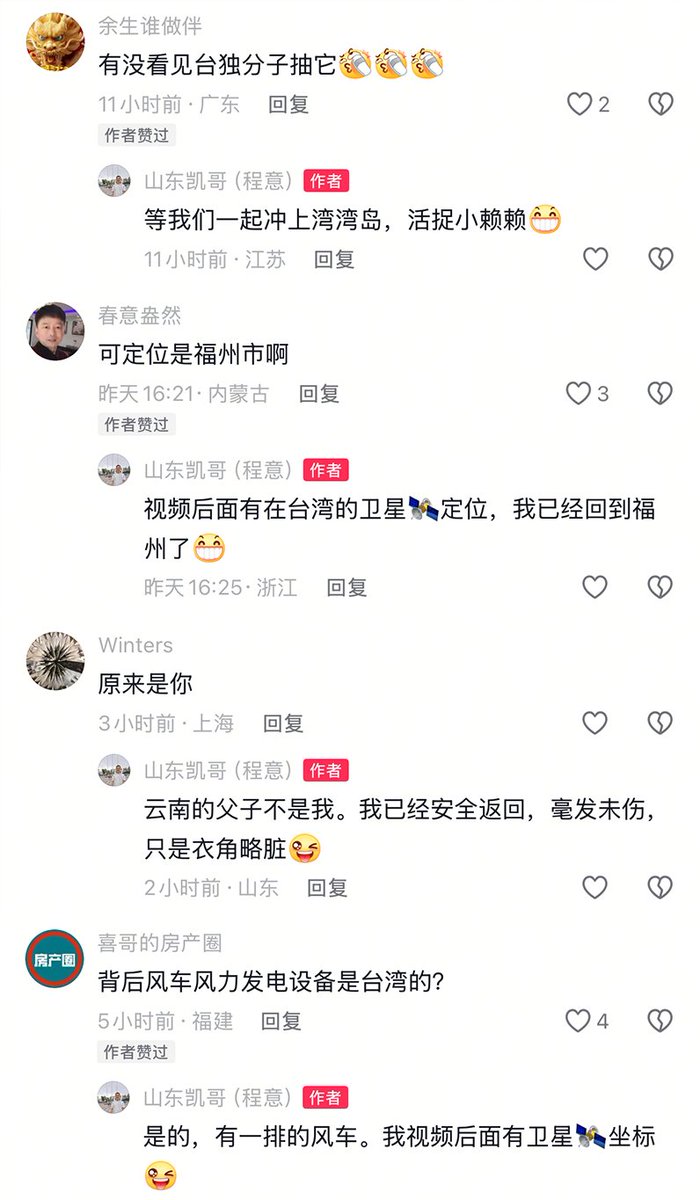 余生谁做伴
有没看见台独分子抽它
11小时前·广东 回复 2
作者赞过
山东凯哥 (程意) 作者
等我们一起冲上湾湾岛，活捉小赖赖
11小时前·江苏 回复
春意盎然
可定位是福州市啊
昨天16:21·内蒙古 回复 3
作者赞过
山东凯哥 (程意) 作者
视频后面有在台湾的卫星🛰定位，我已经回到福
州了
昨天16:25·浙江 回复
Winters
原来是你
3小时前·上海 回复
山东凯哥 (程意) 作者
云南的父子不是我。我已经安全返回，毫发未伤，
只是衣角略脏
2小时前·山东 回复
房产圈
喜哥的房产圈
背后风车风力发电设备是台湾的?
5小时前·福建 回复 4
作者赞过
山东凯哥 (程意) 作者
是的，有一排的风车。我视频后面有卫星🛰坐标